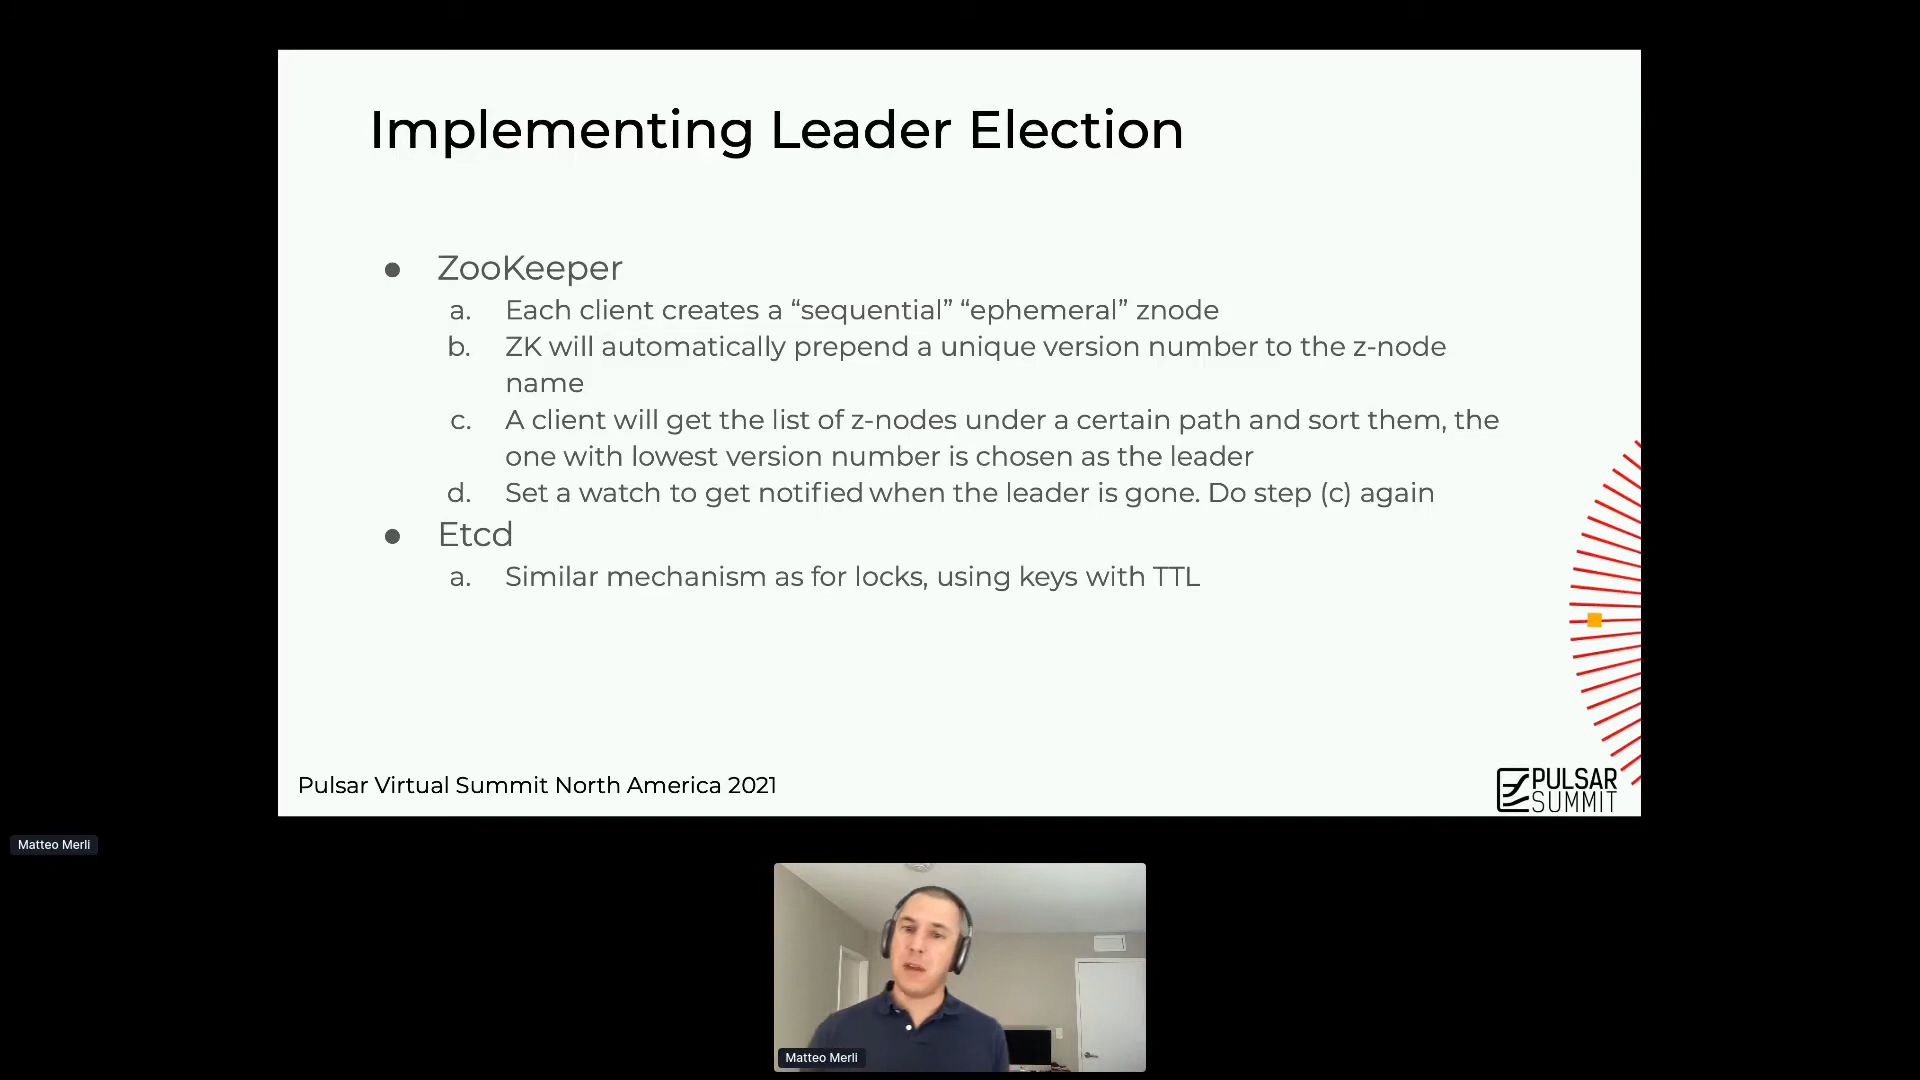 Implementing Leader Election
● ZooKeeper
a. Each client creates a “sequential” “ephemeral” znode
b. ZK will automatically prepend a unique version number to the z-node
name
c. A client will get the list of z-nodes under a certain path and sort them, the
one with lowest version number is chosen as the leader
d. Set a watch to get notified when the leader is gone. Do step (c) again
● Etcd
a. Similar mechanism as for locks, using keys with TTL
Pulsar Virtual Summit North America 2021
PULSAR
SUMMIT
Matteo Merli
Matteo Merli